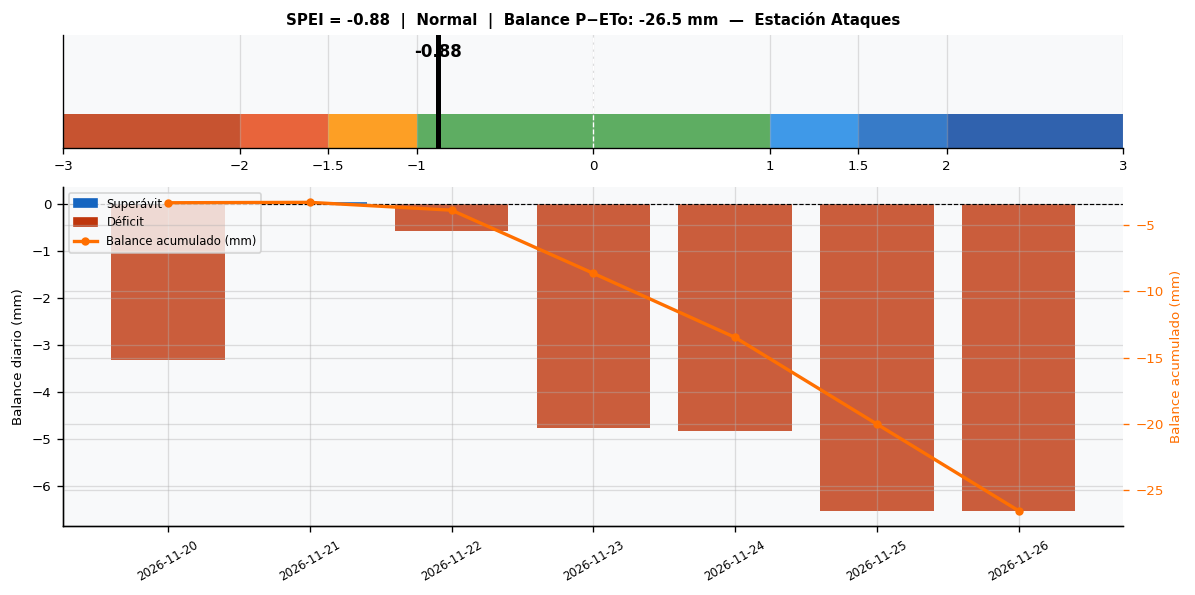 SPEI = -0.88  |  Normal  |  Balance P−ETo: -26.5 mm  —  Estación Ataques
-0.88
−3 −2 −1.5 −1 0 1 1.5 2 3
Superávit
Déficit
Balance acumulado (mm)
Balance diario (mm)
0
−1
−2
−3
−4
−5
−6
−5
−10
−15
−20
−25
Balance acumulado (mm)
2026-11-20 2026-11-21 2026-11-22 2026-11-23 2026-11-24 2026-11-25 2026-11-26